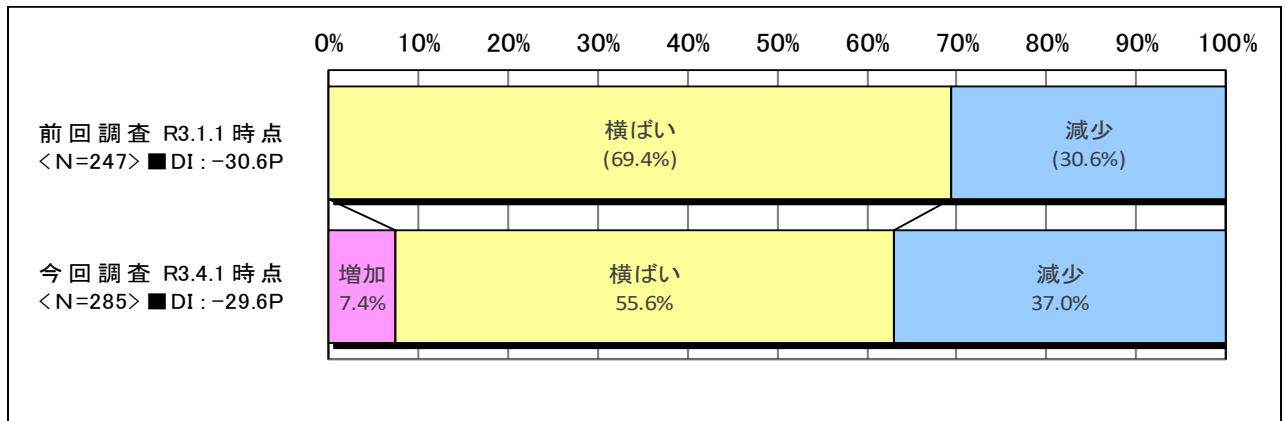 0% 10% 20% 30% 40% 50% 60% 70% 80% 90% 100%
前回調査 R3.1.1 時点
<N=247> ■DI:-30.6P
横ばい
(69.4%)
減少
(30.6%)
今回調査 R3.4.1 時点
<N=285> ■DI:-29.6P
増加
7.4%
横ばい
55.6%
減少
37.0%